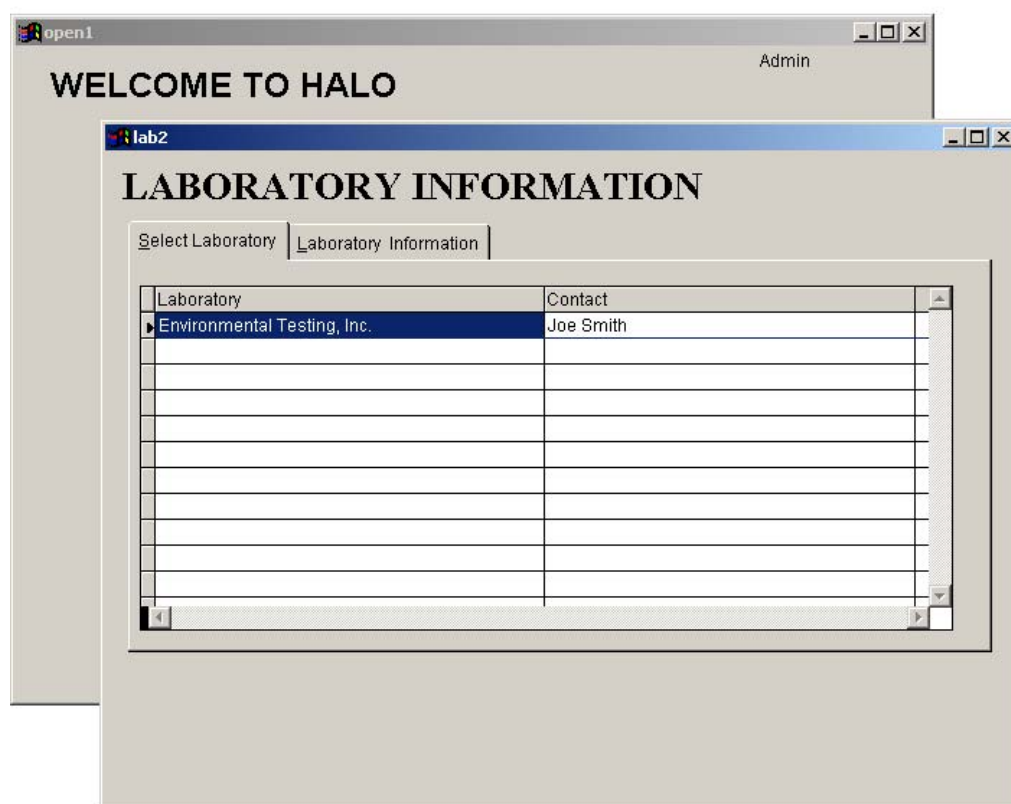 open1
Admin
WELCOME TO HALO
lab2
LABORATORY INFORMATION
Select Laboratory Laboratory Information
Laboratory Contact
Environmental Testing, Inc. Joe Smith